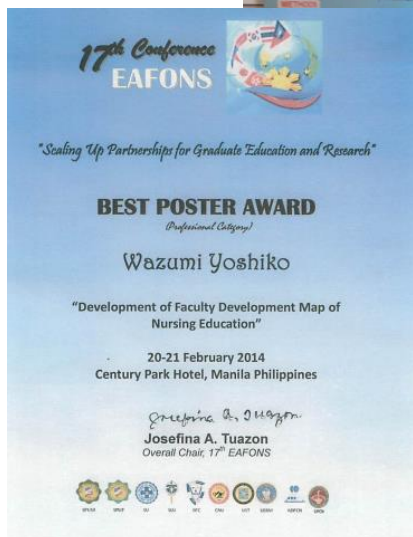 17th Conference
EAFONS
"Scaling Up Partnerships for Graduate Education and Research"
BEST POSTER AWARD
(Professional Category)
Wazumi Yoshiko
"Development of Faculty Development Map of
Nursing Education"
20-21 February 2014
Century Park Hotel, Manila Philippines
Josefina A. Tuazon
Overall Chair, 17th EAFONS